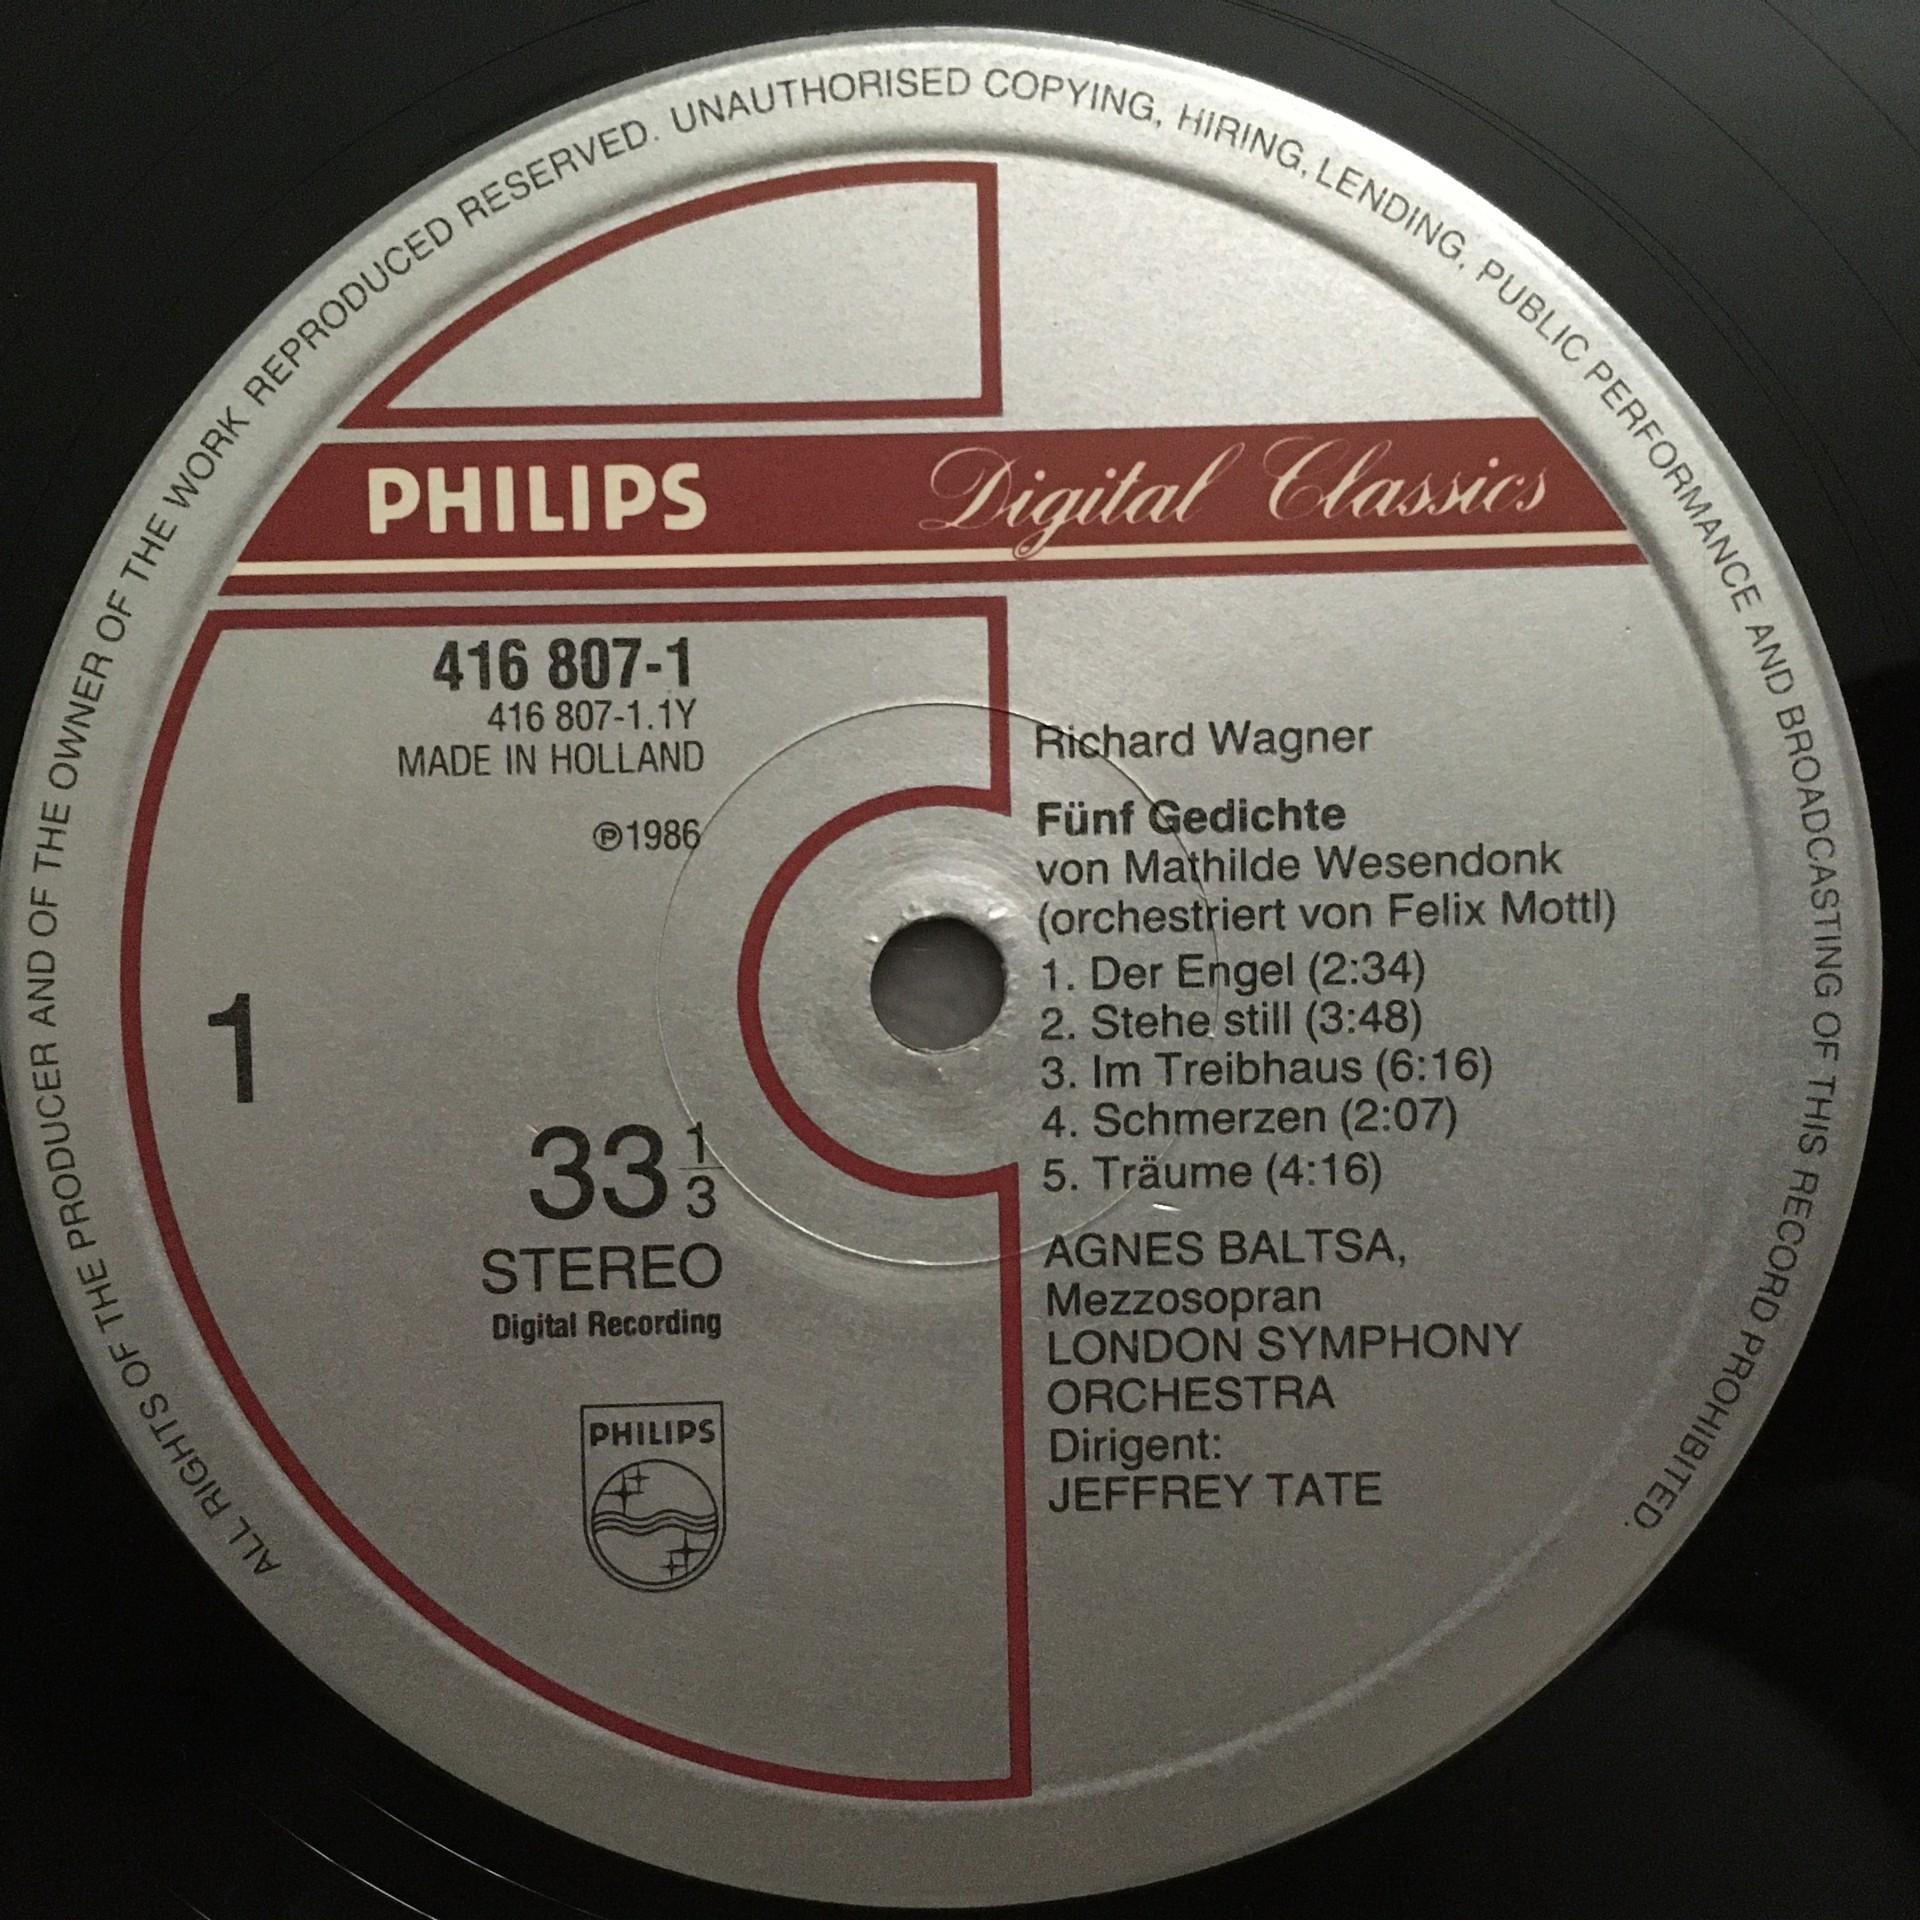 ALL RIGHTS OF THE PRODUCER AND OF THE OWNER OF THE WORK REPRODUCED RESERVED. UNAUTHORISED COPYING, HIRING, LENDING, PUBLIC PERFORMANCE AND BROADCASTING OF THIS RECORD PROHIBITED.
PHILIPS Digital Classics
416 807-1
416 807-1.1Y
MADE IN HOLLAND
℗1986
1
33 1/3
STEREO
Digital Recording
PHILIPS
Richard Wagner
Fünf Gedichte
von Mathilde Wesendonk
(orchestriert von Felix Mottl)
1. Der Engel (2:34)
2. Stehe still (3:48)
3. Im Treibhaus (6:16)
4. Schmerzen (2:07)
5. Träume (4:16)
AGNES BALTSA,
Mezzosopran
LONDON SYMPHONY
ORCHESTRA
Dirigent:
JEFFREY TATE